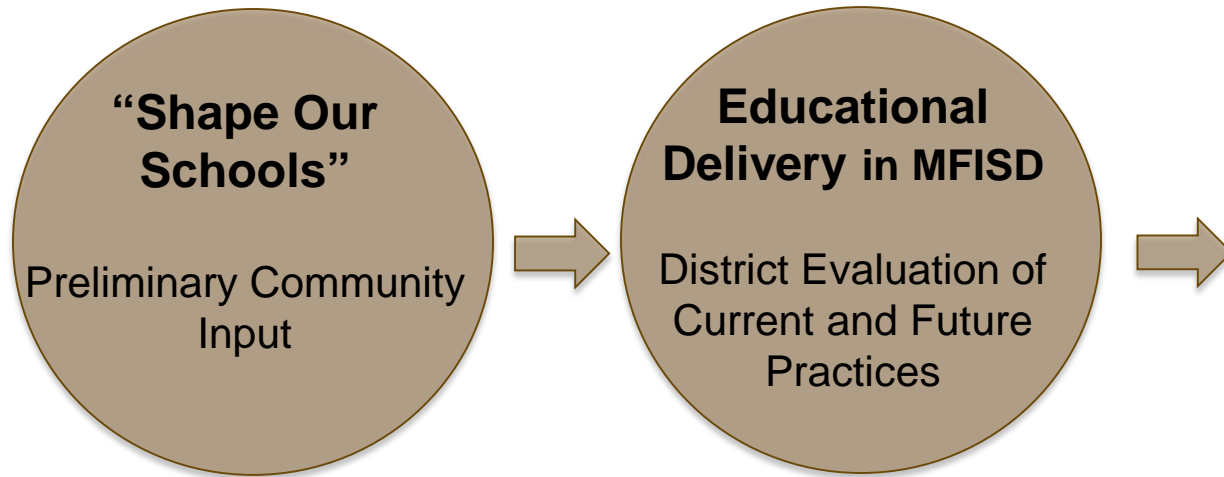 “Shape Our
Schools”
Preliminary Community
Input
Educational
Delivery in MFISD
District Evaluation of
Current and Future
Practices